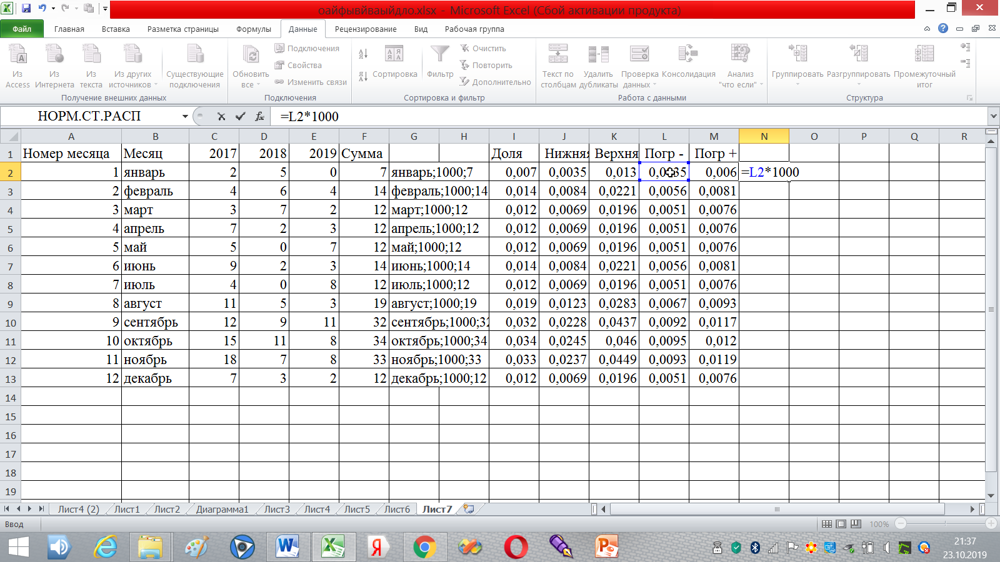 оайфывйваыйдло.xlsx - Microsoft Excel (Сбой активации продукта)
Файл Главная Вставка Разметка страницы Формулы Данные Рецензирование Вид Рабочая группа
Из Access Из Интернета Из текста Из других источников Существующие подключения Обновить все Подключения Свойства Изменить связи Сортировка Фильтр Очистить Повторить Дополнительно Текст по столбцам Удалить дубликаты Проверка данных Консолидация Анализ "что если" Группировать Разгруппировать Промежуточный итог
Получение внешних данных Подключения Сортировка и фильтр Работа с данными Структура
НОРМ.СТ.РАСП =L2*1000
A B C D E F G H I J K L M N O P Q R
1 Номер месяца Месяц 2017 2018 2019 Сумма Доля Нижняя Верхня Погр - Погр +
2 1 январь 2 5 0 7 январь;1000;7 0,007 0,0035 0,013 0,0035 0,006 =L2*1000
3 2 февраль 4 6 4 14 февраль;1000;14 0,014 0,0084 0,0221 0,0056 0,0081
4 3 март 3 7 2 12 март;1000;12 0,012 0,0069 0,0196 0,0051 0,0076
5 4 апрель 7 2 3 12 апрель;1000;12 0,012 0,0069 0,0196 0,0051 0,0076
6 5 май 5 0 7 12 май;1000;12 0,012 0,0069 0,0196 0,0051 0,0076
7 6 июнь 9 2 3 14 июнь;1000;14 0,014 0,0084 0,0221 0,0056 0,0081
8 7 июль 4 0 8 12 июль;1000;12 0,012 0,0069 0,0196 0,0051 0,0076
9 8 август 11 5 3 19 август;1000;19 0,019 0,0123 0,0283 0,0067 0,0093
10 9 сентябрь 12 9 11 32 сентябрь;1000;32 0,032 0,0228 0,0437 0,0092 0,0117
11 10 октябрь 15 11 8 34 октябрь;1000;34 0,034 0,0245 0,046 0,0095 0,012
12 11 ноябрь 18 7 8 33 ноябрь;1000;33 0,033 0,0237 0,0449 0,0093 0,0119
13 12 декабрь 7 3 2 12 декабрь;1000;12 0,012 0,0069 0,0196 0,0051 0,0076
14
15
16
17
18
19
Лист4 (2) Лист1 Лист2 Диаграмма1 Лист3 Лист4 Лист5 Лист6 Лист7
Ввод 100%
21:37
23.10.2019